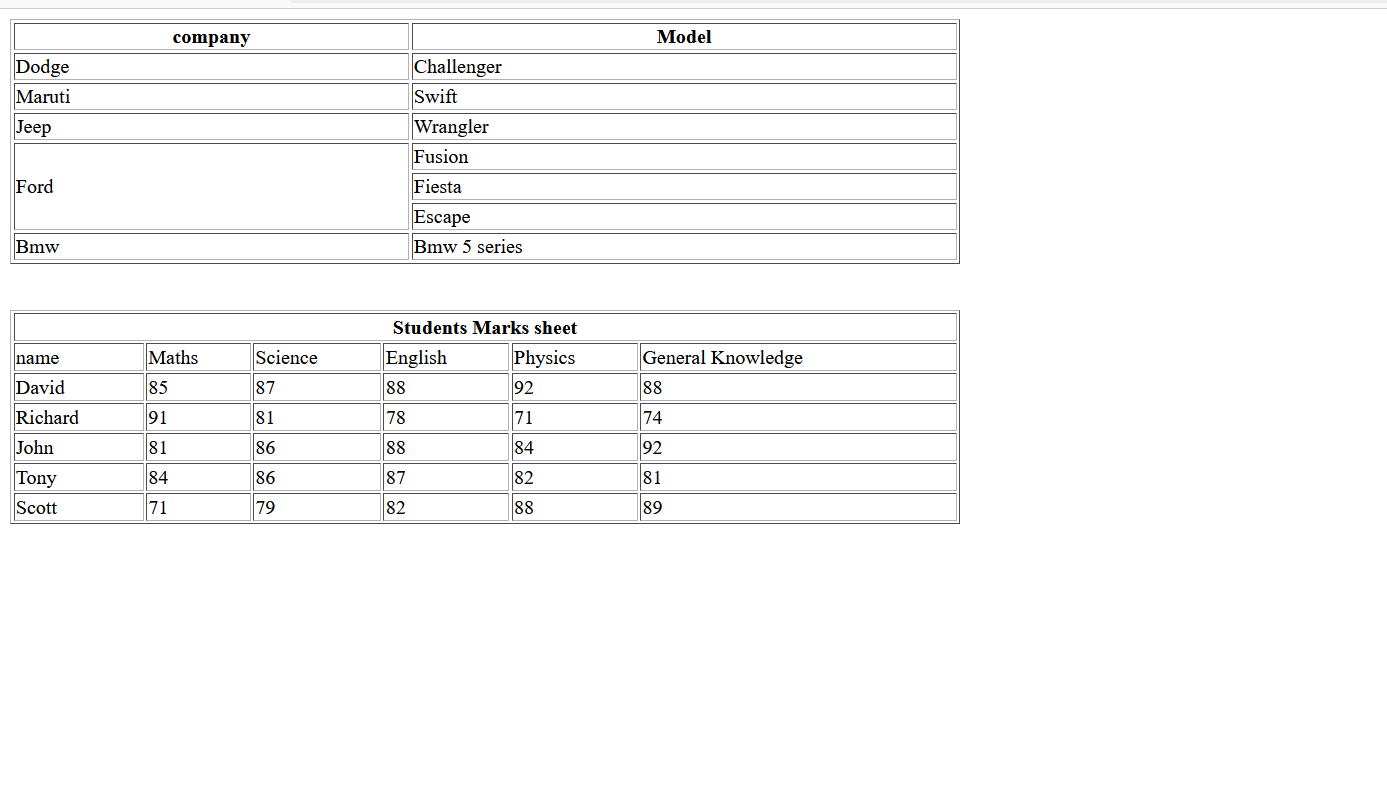 company Model
Dodge Challenger
Maruti Swift
Jeep Wrangler
Fusion
Ford Fiesta
Escape
Bmw Bmw 5 series
Students Marks sheet
name Maths Science English Physics General Knowledge
David 85 87 88 92 88
Richard 91 81 78 71 74
John 81 86 88 84 92
Tony 84 86 87 82 81
Scott 71 79 82 88 89